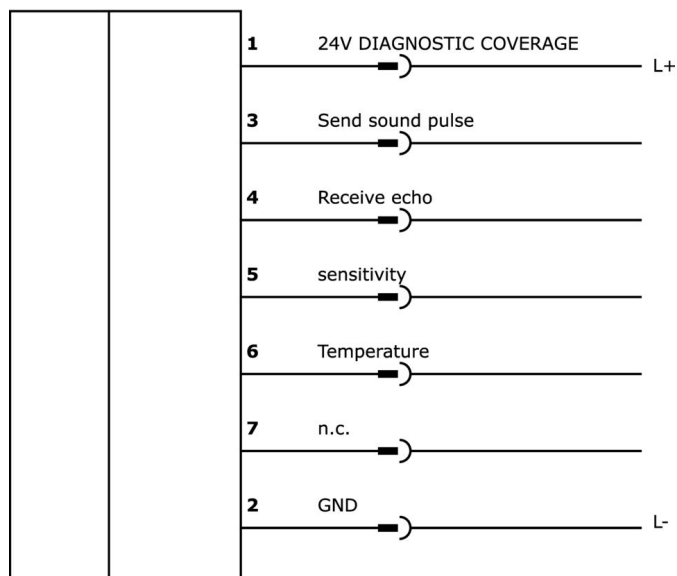 1 24V DIAGNOSTIC COVERAGE L+
3 Send sound pulse
4 Receive echo
5 sensitivity
6 Temperature
7 n.c.
2 GND L-